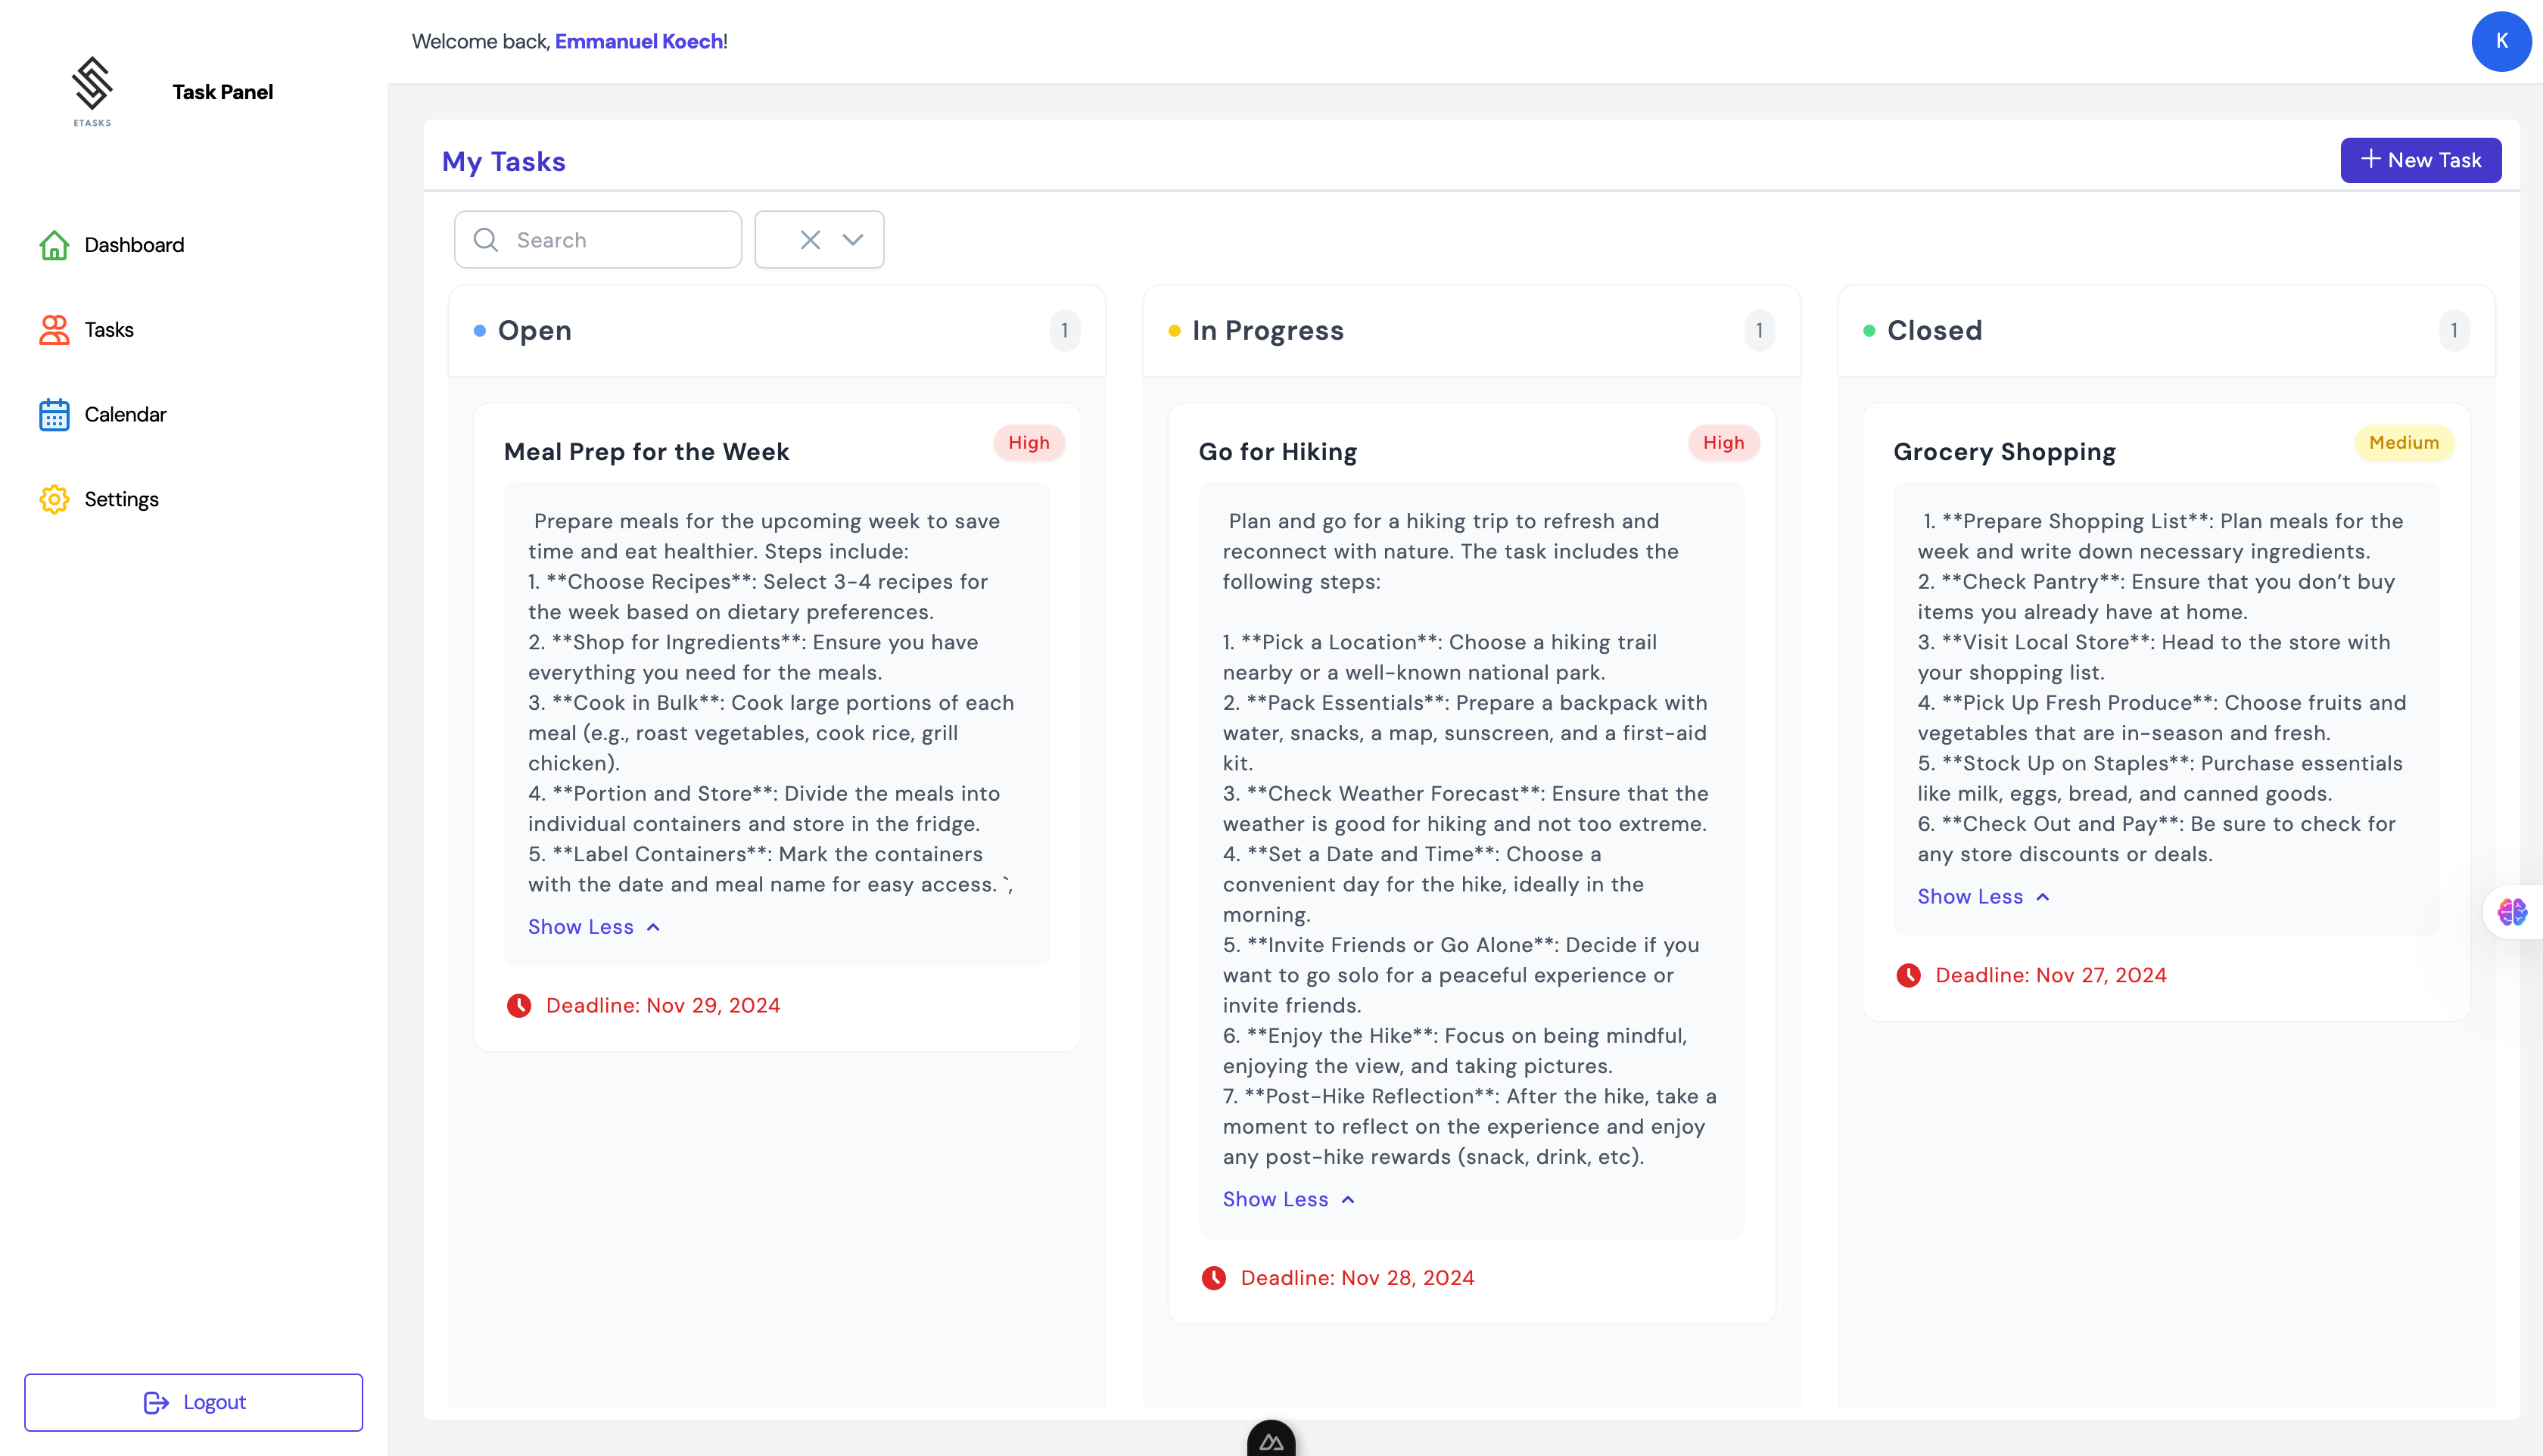 Welcome back, Emmanuel Koech!
K
ETASKS
Task Panel
Dashboard
Tasks
Calendar
Settings
Logout
My Tasks
+ New Task
Search
Open
1
Meal Prep for the Week
High
Prepare meals for the upcoming week to save
time and eat healthier. Steps include:
1. **Choose Recipes**: Select 3-4 recipes for
the week based on dietary preferences.
2. **Shop for Ingredients**: Ensure you have
everything you need for the meals.
3. **Cook in Bulk**: Cook large portions of each
meal (e.g., roast vegetables, cook rice, grill
chicken).
4. **Portion and Store**: Divide the meals into
individual containers and store in the fridge.
5. **Label Containers**: Mark the containers
with the date and meal name for easy access. `,
Show Less
Deadline: Nov 29, 2024
In Progress
1
Go for Hiking
High
Plan and go for a hiking trip to refresh and
reconnect with nature. The task includes the
following steps:
1. **Pick a Location**: Choose a hiking trail
nearby or a well-known national park.
2. **Pack Essentials**: Prepare a backpack with
water, snacks, a map, sunscreen, and a first-aid
kit.
3. **Check Weather Forecast**: Ensure that the
weather is good for hiking and not too extreme.
4. **Set a Date and Time**: Choose a
convenient day for the hike, ideally in the
morning.
5. **Invite Friends or Go Alone**: Decide if you
want to go solo for a peaceful experience or
invite friends.
6. **Enjoy the Hike**: Focus on being mindful,
enjoying the view, and taking pictures.
7. **Post-Hike Reflection**: After the hike, take a
moment to reflect on the experience and enjoy
any post-hike rewards (snack, drink, etc).
Show Less
Deadline: Nov 28, 2024
Closed
1
Grocery Shopping
Medium
1. **Prepare Shopping List**: Plan meals for the
week and write down necessary ingredients.
2. **Check Pantry**: Ensure that you don’t buy
items you already have at home.
3. **Visit Local Store**: Head to the store with
your shopping list.
4. **Pick Up Fresh Produce**: Choose fruits and
vegetables that are in-season and fresh.
5. **Stock Up on Staples**: Purchase essentials
like milk, eggs, bread, and canned goods.
6. **Check Out and Pay**: Be sure to check for
any store discounts or deals.
Show Less
Deadline: Nov 27, 2024